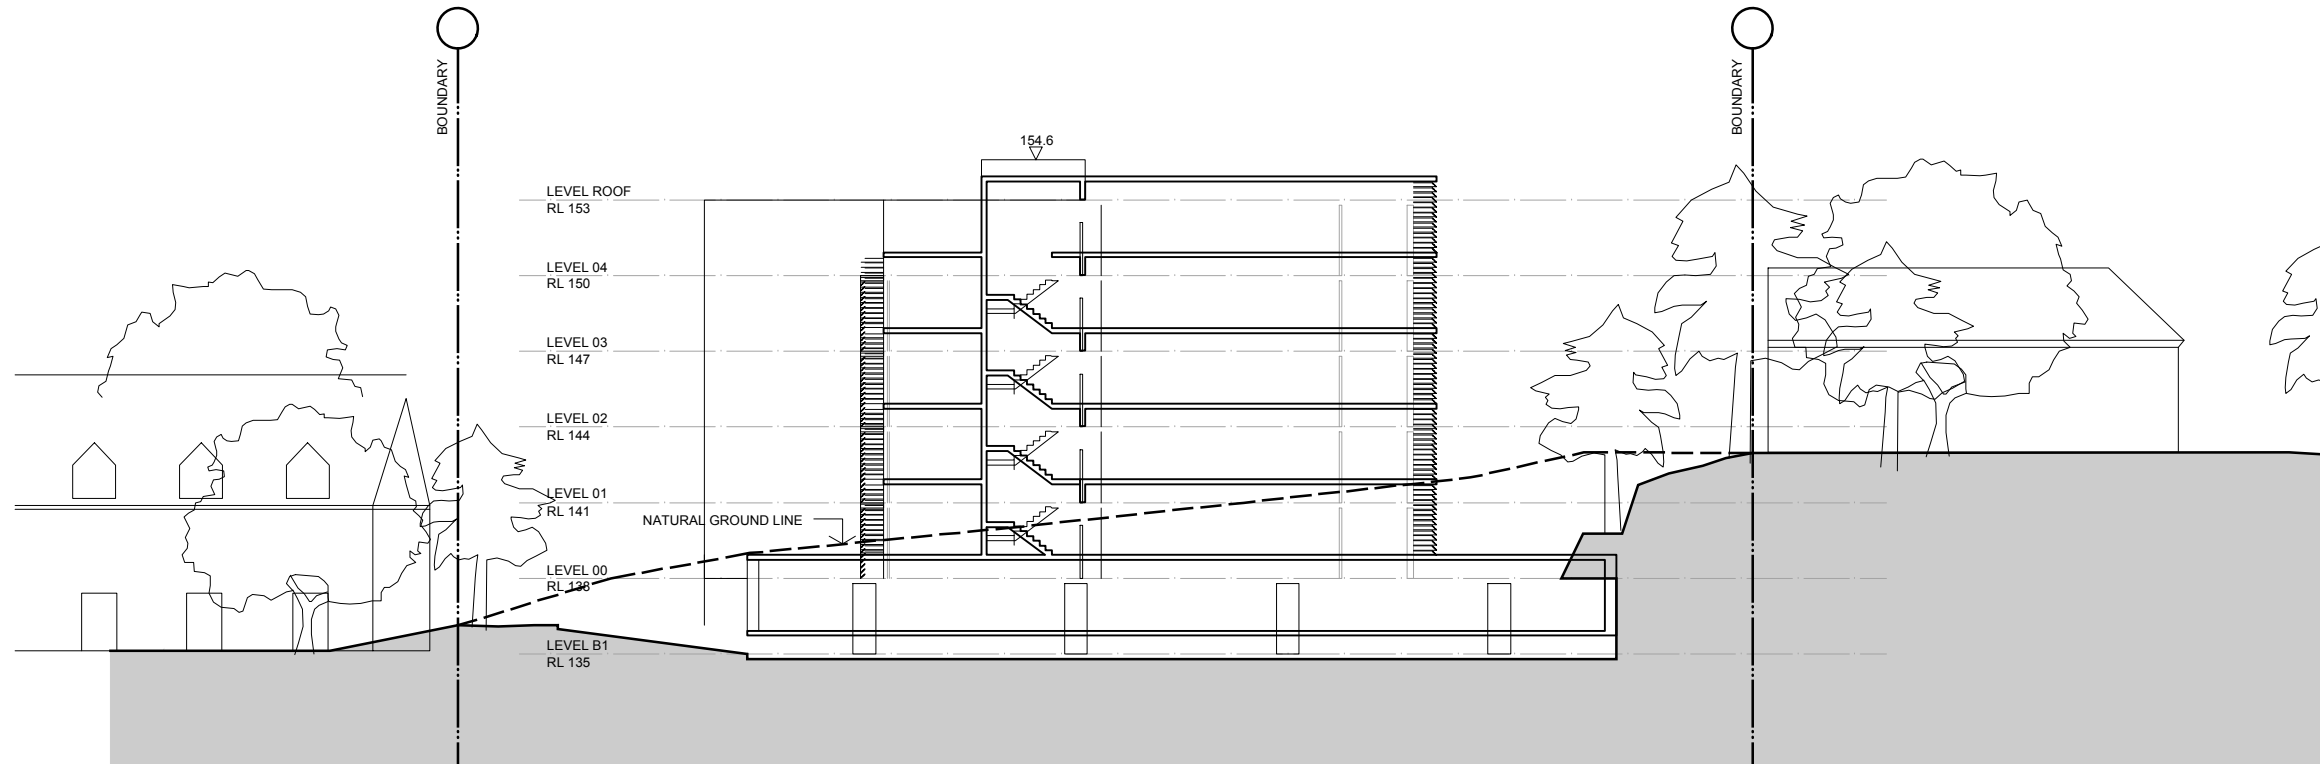 BOUNDARY
BOUNDARY
154.6
LEVEL ROOF
RL 153
LEVEL 04
RL 150
LEVEL 03
RL 147
LEVEL 02
RL 144
LEVEL 01
RL 141
NATURAL GROUND LINE
LEVEL 00
RL 138
LEVEL B1
RL 135